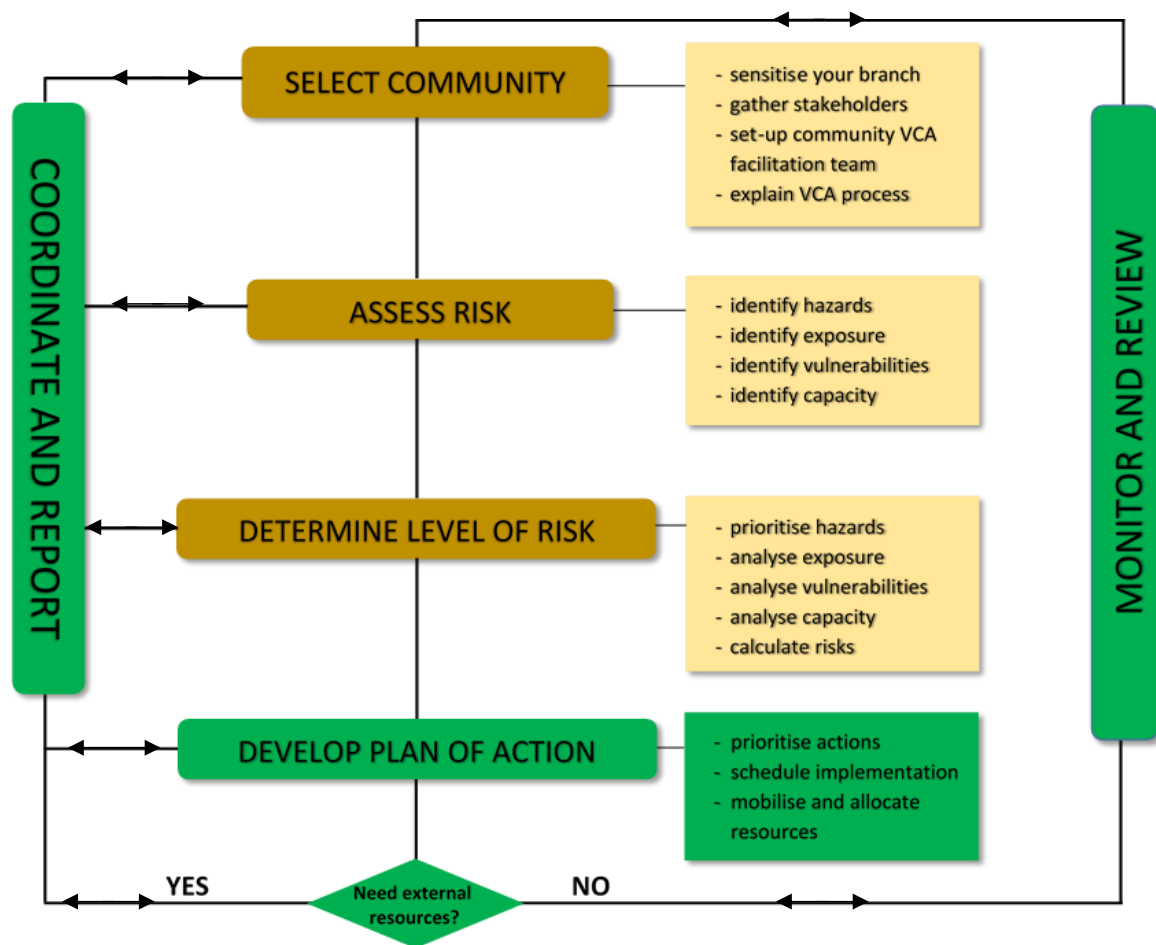 SELECT COMMUNITY
- sensitise your branch
- gather stakeholders
- set-up community VCA
facilitation team
- explain VCA process
COORDINATE AND REPORT
MONITOR AND REVIEW
ASSESS RISK
- identify hazards
- identify exposure
- identify vulnerabilities
- identify capacity
DETERMINE LEVEL OF RISK
- prioritise hazards
- analyse exposure
- analyse vulnerabilities
- analyse capacity
- calculate risks
DEVELOP PLAN OF ACTION
- prioritise actions
- schedule implementation
- mobilise and allocate
resources
YES
Need external
resources?
NO